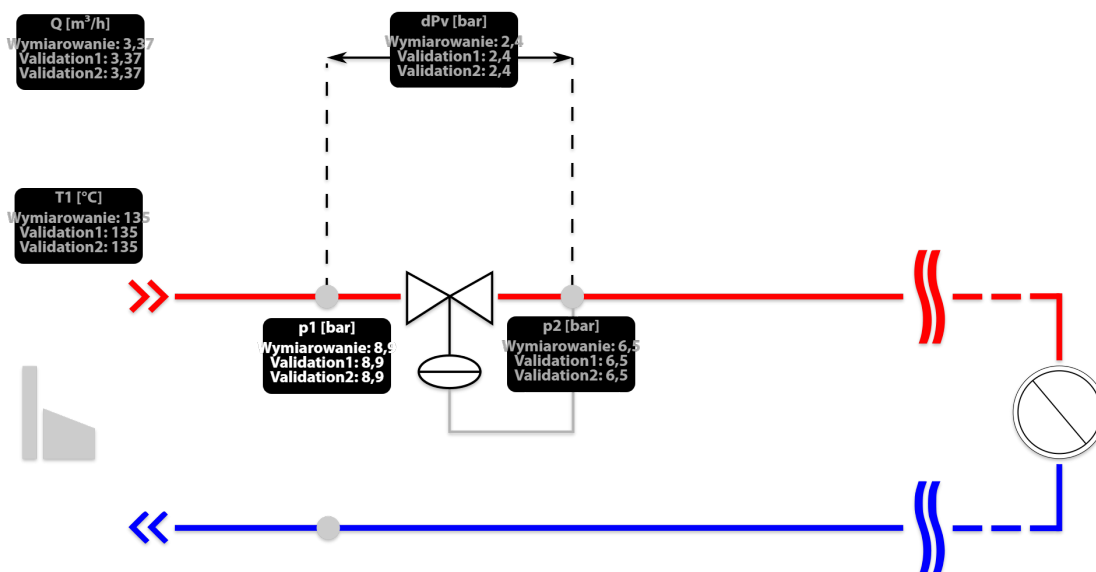 Q [m³/h]
Wymiarowanie: 3,37
Validation1: 3,37
Validation2: 3,37
dPv [bar]
Wymiarowanie: 2,4
Validation1: 2,4
Validation2: 2,4
T1 [°C]
Wymiarowanie: 135
Validation1: 135
Validation2: 135
p1 [bar]
Wymiarowanie: 8,9
Validation1: 8,9
Validation2: 8,9
p2 [bar]
Wymiarowanie: 6,5
Validation1: 6,5
Validation2: 6,5